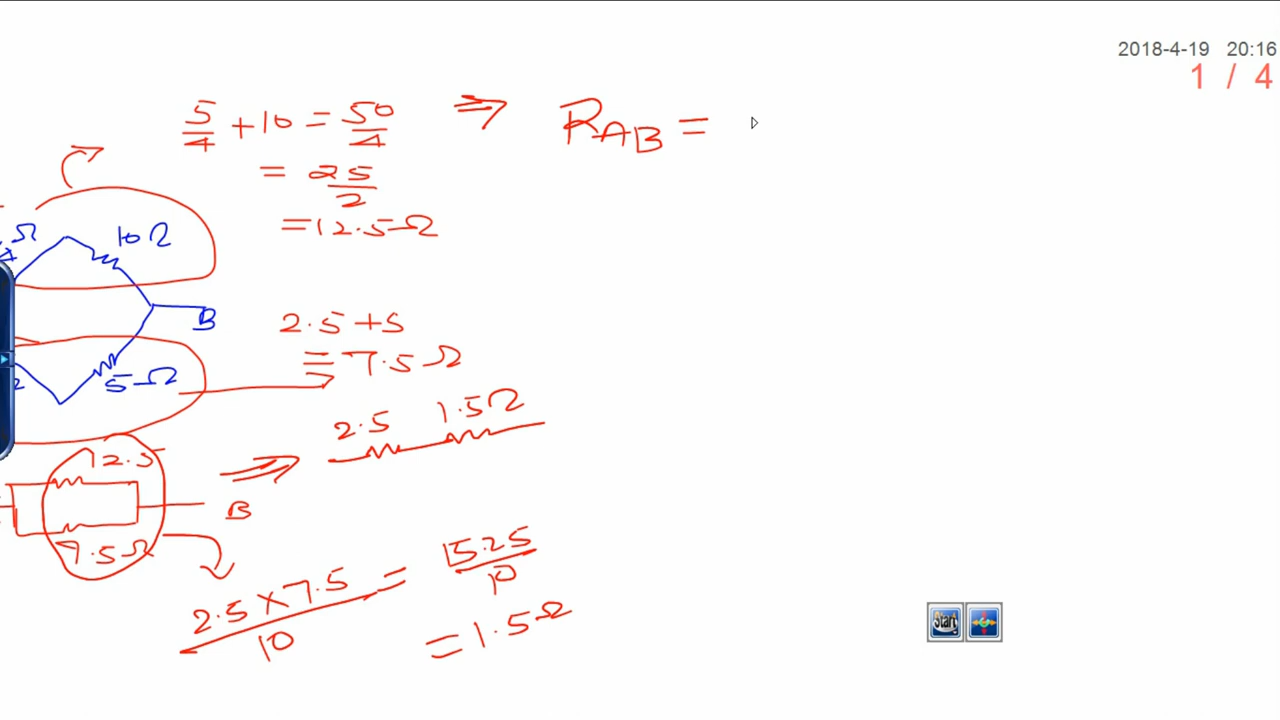 2018-4-19 20:16
1 / 4
5/4 + 10 = 50/4 ⇒ R_AB =
= 25/2
= 12.5 Ω
Ω 10 Ω
B
2.5 + 5
= 7.5 Ω
5 Ω
2.5 1.5 Ω
12.5 ⇒
B
7.5 Ω
2.5 × 7.5 / 10 = 15.25 / 10
= 1.5 Ω
Start